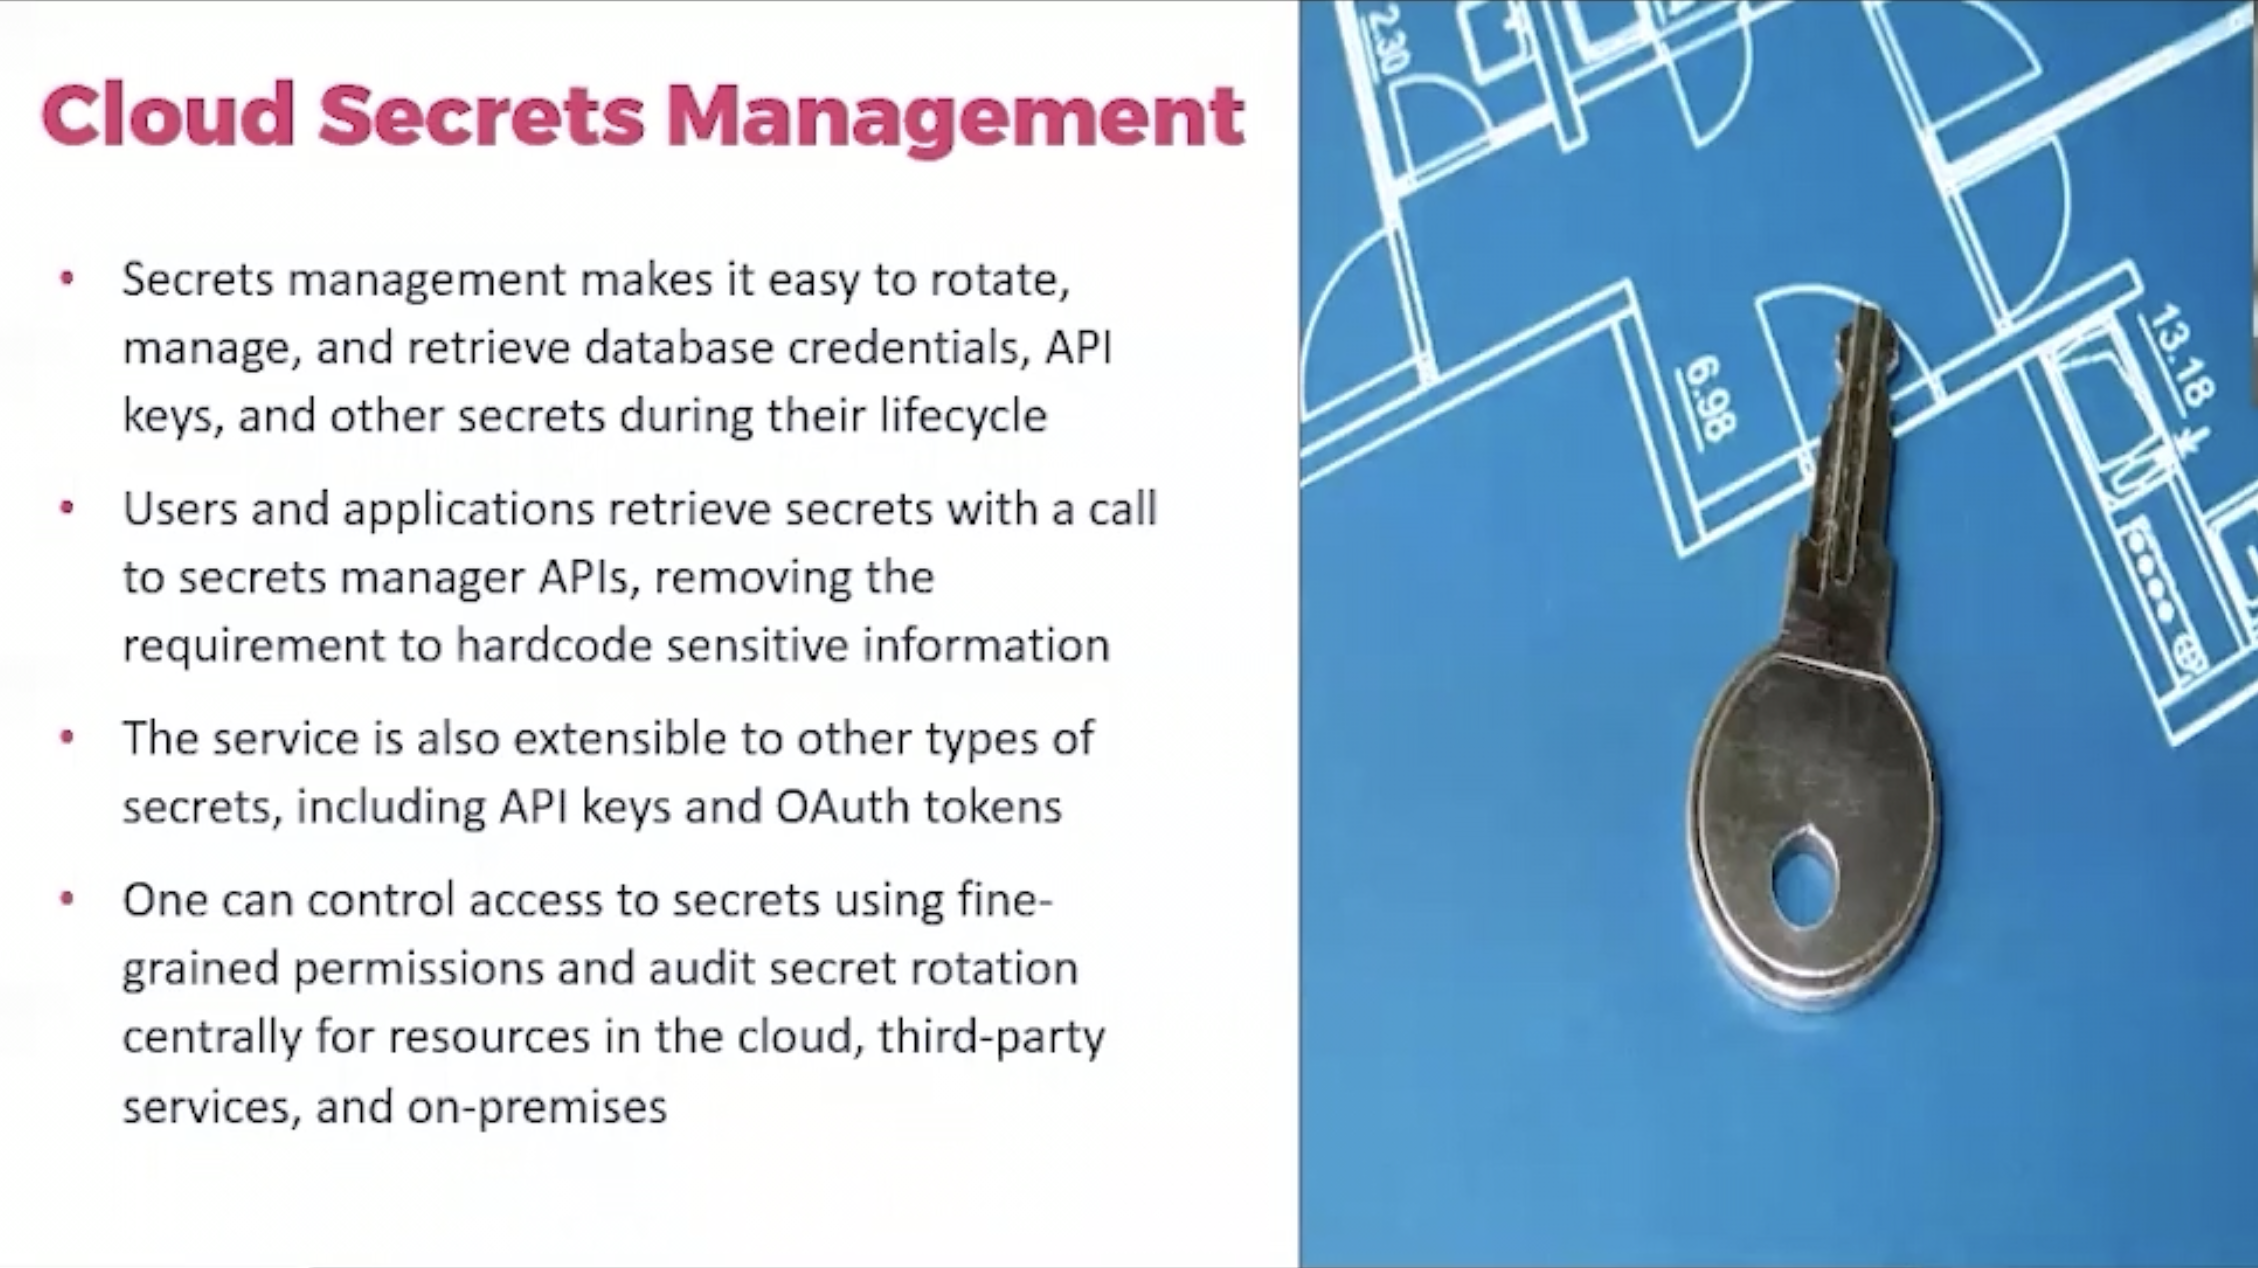 Cloud Secrets Management
• Secrets management makes it easy to rotate,
manage, and retrieve database credentials, API
keys, and other secrets during their lifecycle
• Users and applications retrieve secrets with a call
to secrets manager APIs, removing the
requirement to hardcode sensitive information
• The service is also extensible to other types of
secrets, including API keys and OAuth tokens
• One can control access to secrets using fine-
grained permissions and audit secret rotation
centrally for resources in the cloud, third-party
services, and on-premises
2.30
6.98
13.18